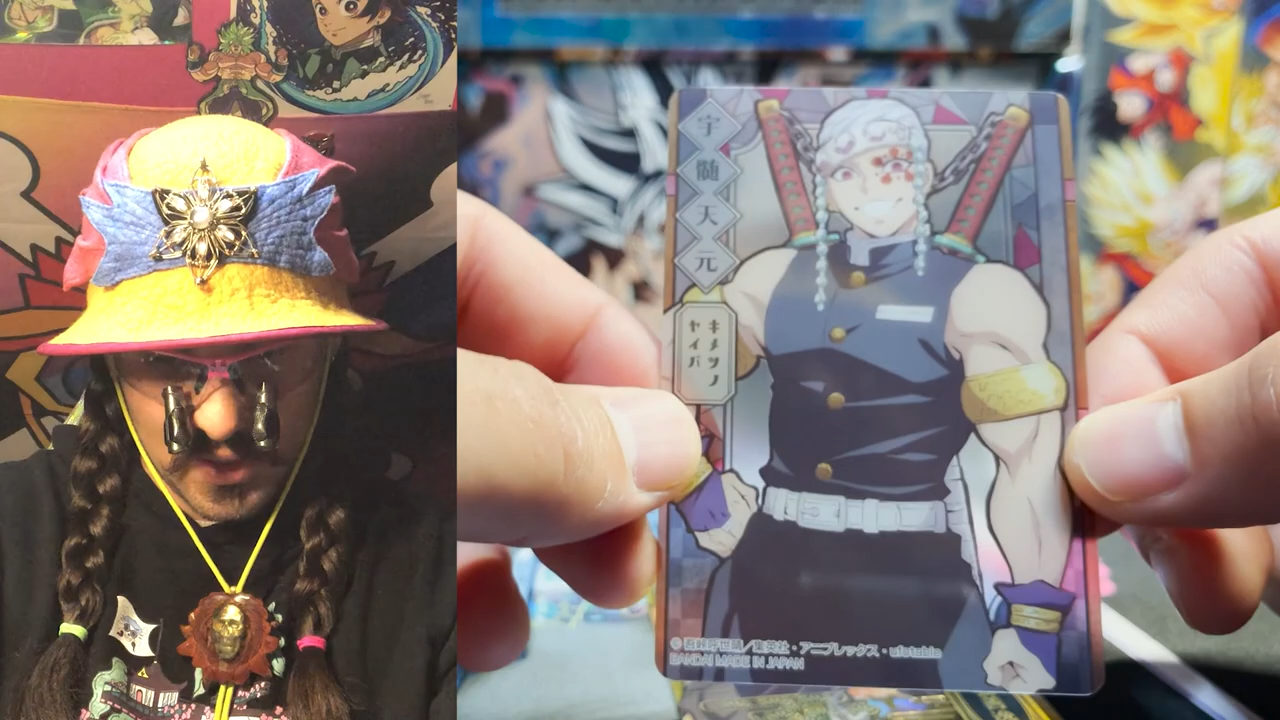 宇髄天元
キメツノ
ヤイバ
© 吾峠呼世晴／集英社・アニプレックス・ufotable
BANDAI MADE IN JAPAN